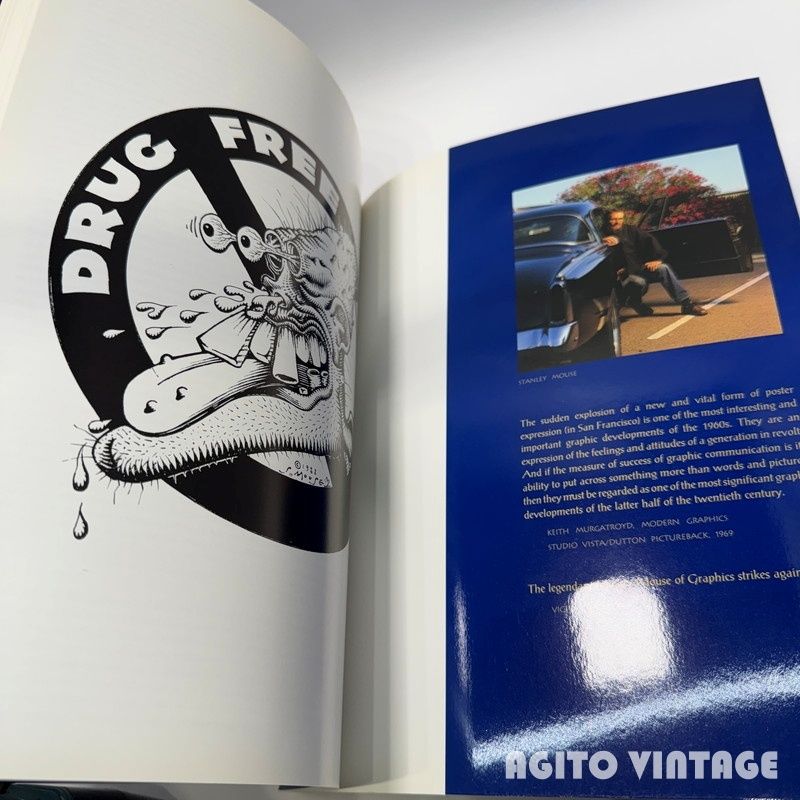 DRUG FREE
©1991
Mouse
STANLEY MOUSE
The sudden explosion of a new and vital form of poster
expression (in San Francisco) is one of the most interesting and
important graphic developments of the 1960s. They are an
expression of the feelings and attitudes of a generation in revolt
And if the measure of success of graphic communication is i
ability to put across something more than words and picture
then they must be regarded as one of the most significant graph
developments of the latter half of the twentieth century.
KEITH MURGATROYD, MODERN GRAPHICS
STUDIO VISTA/DUTTON PICTUREBACK, 1969
The legend ouse of Graphics strikes again
AGITO VINTAGE